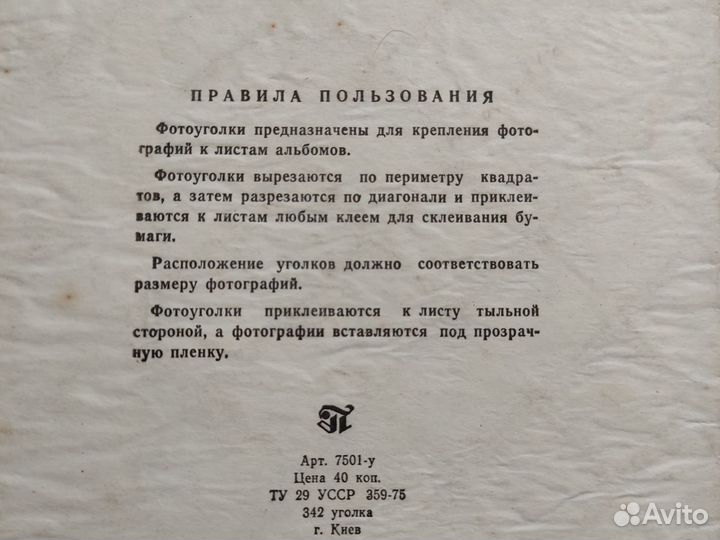 ПРАВИЛА ПОЛЬЗОВАНИЯ
Фотоуголки предназначены для крепления фото-
графий к листам альбомов.
Фотоуголки вырезаются по периметру квадра-
тов, а затем разрезаются по диагонали и приклеи-
ваются к листам любым клеем для склеивания бу-
маги.
Расположение уголков должно соответствовать
размеру фотографий.
Фотоуголки приклеиваются к листу тыльной
стороной, а фотографии вставляются под прозрач-
ную пленку.
П
Арт. 7501-у
Цена 40 коп.
ТУ 29 УССР 359-75
342 уголка
г. Киев
Avito